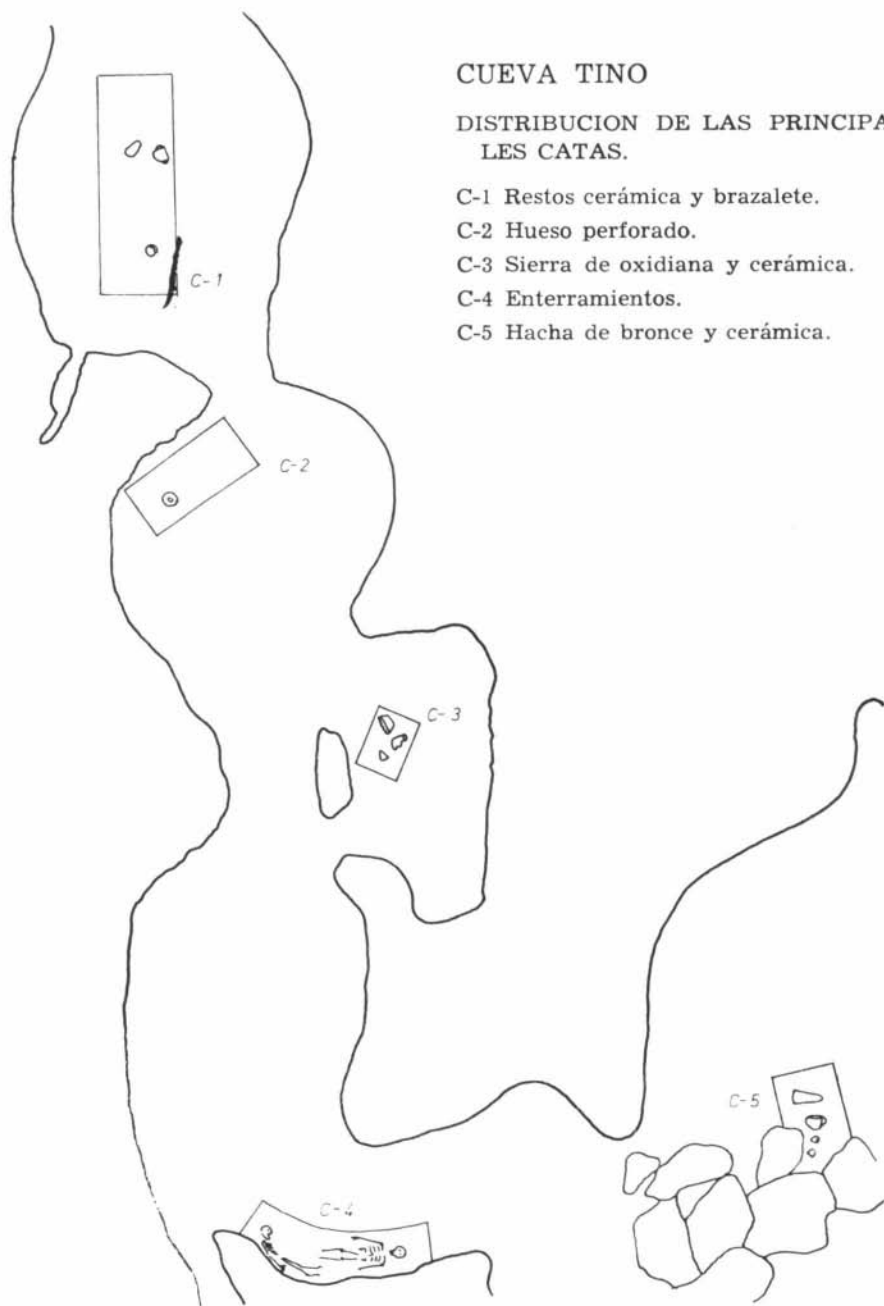 CUEVA TINO
DISTRIBUCION DE LAS PRINCIPA
LES CATAS.
C-1 Restos cerámica y brazalete.
C-2 Hueso perforado.
C-3 Sierra de oxidiana y cerámica.
C-4 Enterramientos.
C-5 Hacha de bronce y cerámica.
C-1
C-2
C-3
C-5
C-4